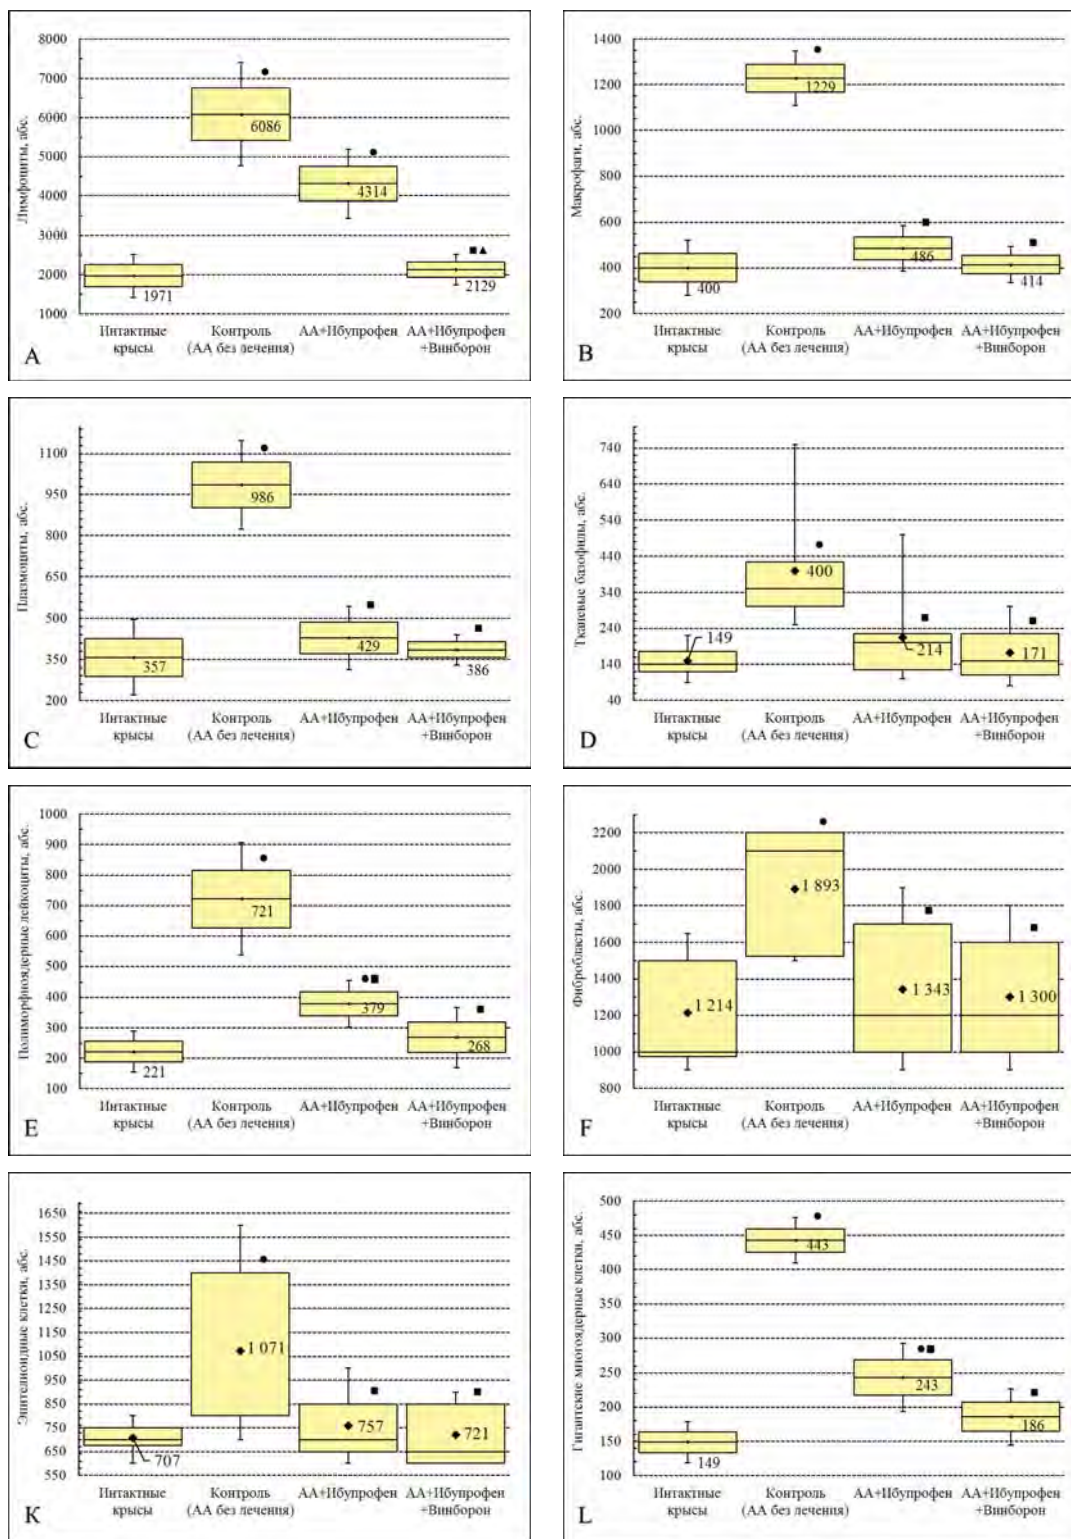 Лимфоциты, абс.
8000
7000
6000
5000
4000
3000
2000
1000
6086
4314
1971
2129
Интактные
крысы
Контроль
(АА без лечения)
АА+Ибупрофен
АА+Ибупрофен
+Винборон
A
Макрофаги, абс.
1400
1200
1000
800
600
400
200
1229
486
400
414
Интактные
крысы
Контроль
(АА без лечения)
АА+Ибупрофен
АА+Ибупрофен
+Винборон
B
Плазмоциты, абс.
1100
950
800
650
500
350
200
986
429
357
386
Интактные
крысы
Контроль
(АА без лечения)
АА+Ибупрофен
АА+Ибупрофен
+Винборон
C
Тканевые базофилы, абс.
740
640
540
440
340
240
140
40
400
149
214
171
Интактные
крысы
Контроль
(АА без лечения)
АА+Ибупрофен
АА+Ибупрофен
+Винборон
D
Полиморфноядерные лейкоциты, абс.
1000
900
800
700
600
500
400
300
200
100
721
379
221
268
Интактные
крысы
Контроль
(АА без лечения)
АА+Ибупрофен
АА+Ибупрофен
+Винборон
E
Фибробласты, абс.
2200
2000
1800
1600
1400
1200
1000
800
1 893
1 214
1 343
1 300
Интактные
крысы
Контроль
(АА без лечения)
АА+Ибупрофен
АА+Ибупрофен
+Винборон
F
Эпителиоидные клетки, абс.
1650
1550
1450
1350
1250
1150
1050
950
850
750
650
550
1 071
757
721
707
Интактные
крысы
Контроль
(АА без лечения)
АА+Ибупрофен
АА+Ибупрофен
+Винборон
K
Гигантские многоядерные клетки, абс.
500
450
400
350
300
250
200
150
100
443
243
186
149
Интактные
крысы
Контроль
(АА без лечения)
АА+Ибупрофен
АА+Ибупрофен
+Винборон
L